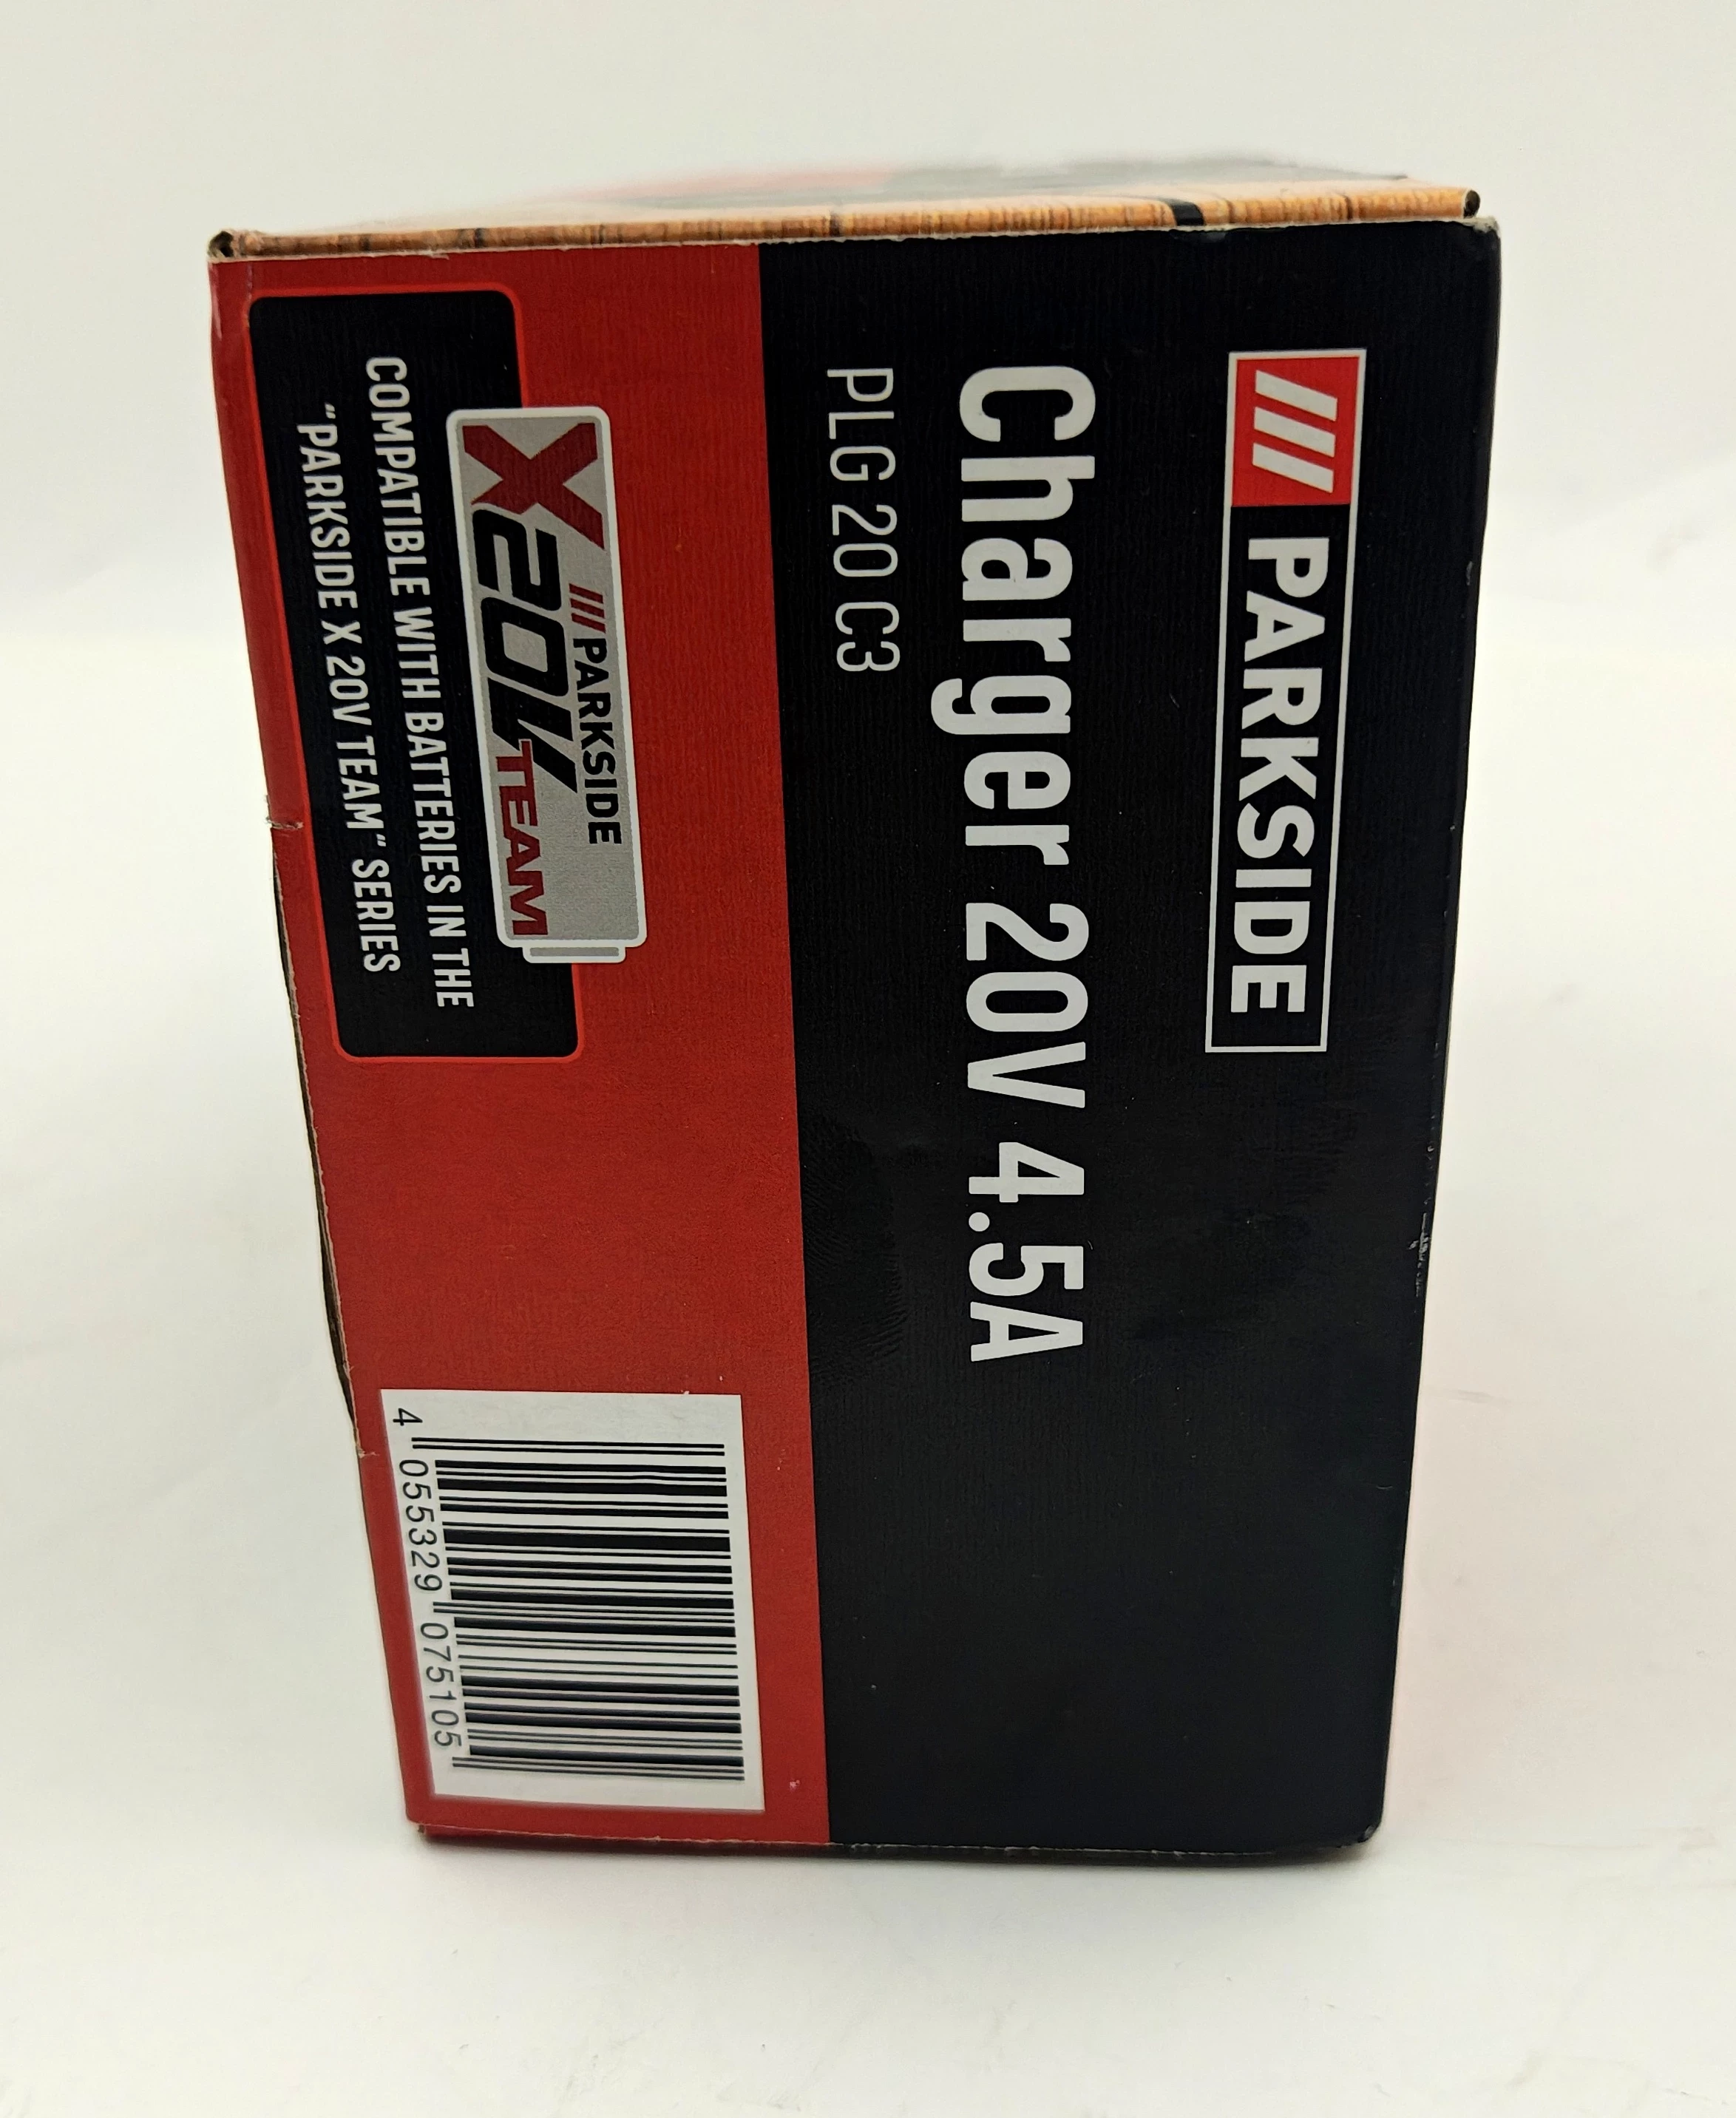 PARKSIDE
Charger 20V 4.5A
PLG 20 C3
PARKSIDE
X20V TEAM
COMPATIBLE WITH BATTERIES IN THE
"PARKSIDE X 20V TEAM" SERIES
4 055329 075105